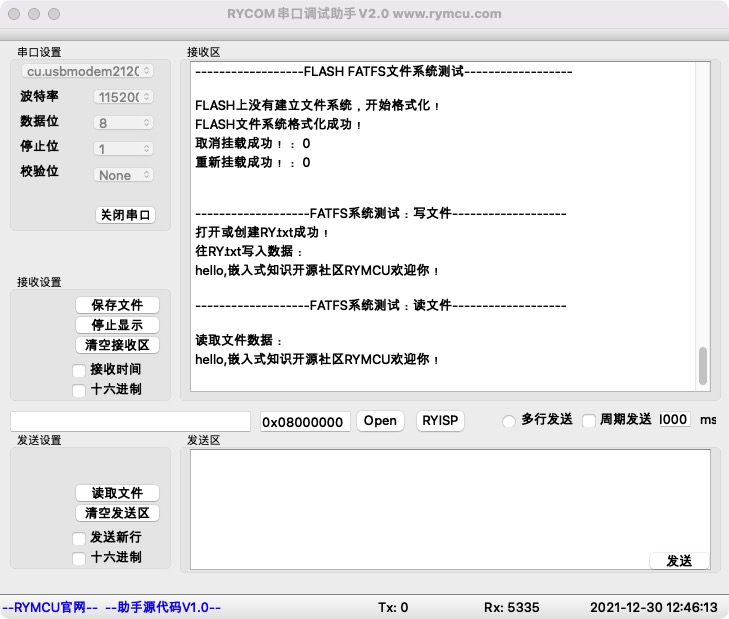 RYCOM串口调试助手V2.0 www.rymcu.com
串口设置
cu.usbmodem2120
波特率 115200
数据位 8
停止位 1
校验位 None
关闭串口
接收设置
保存文件
停止显示
清空接收区
接收时间
十六进制
接收区
------------------FLASH FATFS文件系统测试------------------
FLASH上没有建立文件系统，开始格式化！
FLASH文件系统格式化成功！
取消挂载成功！：0
重新挂载成功！：0
-------------------FATFS系统测试：写文件-------------------
打开或创建RY.txt成功！
往RY.txt写入数据：
hello,嵌入式知识开源社区RYMCU欢迎你！
-------------------FATFS系统测试：读文件-------------------
读取文件数据：
hello,嵌入式知识开源社区RYMCU欢迎你！
0x08000000 Open RYISP 多行发送 周期发送 1000 ms
发送设置
读取文件
清空发送区
发送新行
十六进制
发送区
发送
--RYMCU官网-- --助手源代码V1.0-- Tx: 0 Rx: 5335 2021-12-30 12:46:13